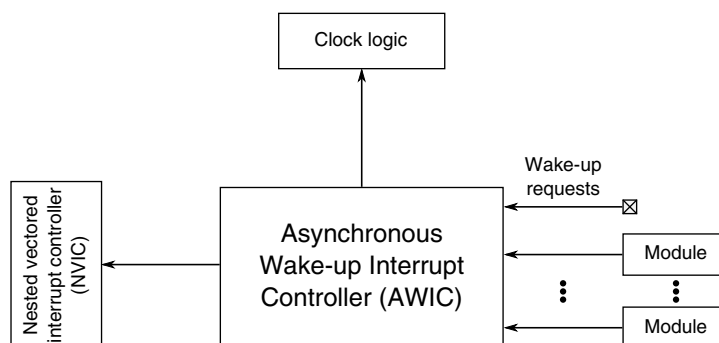 Clock logic
Wake-up
requests
Nested vectored
interrupt controller
(NVIC)
Asynchronous
Wake-up Interrupt
Controller (AWIC)
Module
Module